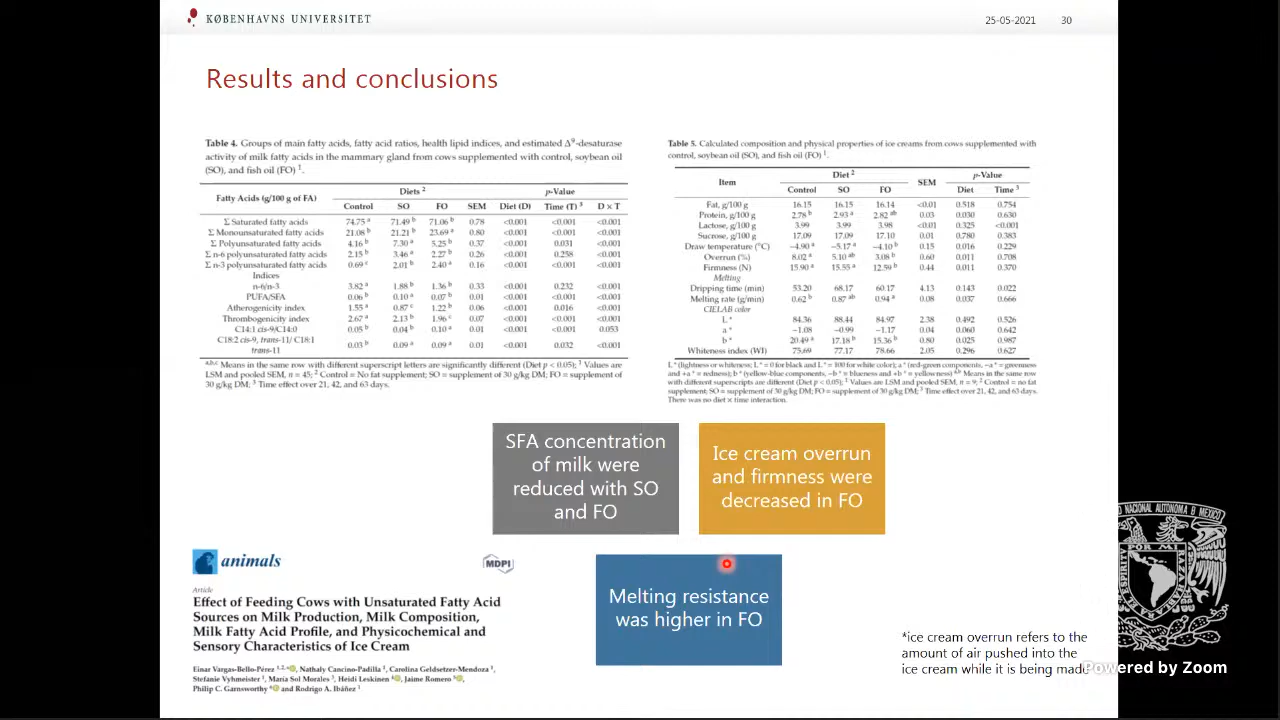 KØBENHAVNS UNIVERSITET
25-05-2021 30
Results and conclusions
Table 4. Groups of main fatty acids, fatty acid ratios, health lipid indices, and estimated Δ9-desaturase
activity of milk fatty acids in the mammary gland from cows supplemented with control, soybean oil
(SO), and fish oil (FO) 1.
Fatty Acids (g/100 g of FA) Diets 2 p-Value
Control SO FO SEM Diet (D) Time (T) 3 D × T
Σ Saturated fatty acids 74.75 a 71.49 b 71.06 b 0.78 <0.001 <0.001 <0.001
Σ Monounsaturated fatty acids 21.08 b 21.21 b 23.69 a 0.80 <0.001 <0.001 <0.001
Σ Polyunsaturated fatty acids 4.16 b 7.30 a 5.25 b 0.37 <0.001 0.031 <0.001
Σ n-6 polyunsaturated fatty acids 2.15 b 3.46 a 2.27 b 0.26 <0.001 0.258 <0.001
Σ n-3 polyunsaturated fatty acids 0.69 c 2.01 b 2.40 a 0.16 <0.001 <0.001 <0.001
Indices
n-6/n-3 3.82 a 1.88 b 1.36 b 0.33 <0.001 0.232 <0.001
PUFA/SFA 0.06 b 0.10 a 0.07 b 0.01 <0.001 <0.001 <0.001
Atherogenicity index 1.55 a 0.87 c 1.22 b 0.06 <0.001 0.016 <0.001
Thrombogenicity index 2.67 a 2.13 b 1.96 c 0.07 <0.001 <0.001 <0.001
C14:1 cis-9/C14:0 0.05 b 0.04 b 0.10 a 0.01 <0.001 <0.001 0.053
C18:2 cis-9, trans-11/ C18:1
trans-11 0.03 b 0.09 a 0.09 a 0.01 <0.001 0.032 <0.001
a,b,c Means in the same row with different superscript letters are significantly different (Diet p < 0.05); 1 Values are
LSM and pooled SEM, n = 45; 2 Control = No fat supplement; SO = supplement of 30 g/kg DM; FO = supplement of
30 g/kg DM; 3 Time effect over 21, 42, and 63 days.
Table 5. Calculated composition and physical properties of ice creams from cows supplemented with
control, soybean oil (SO), and fish oil (FO) 1.
Item Diet 2 SEM p-Value
Control SO FO Diet Time 3
Fat, g/100 g 16.15 16.15 16.14 <0.01 0.518 0.754
Protein, g/100 g 2.78 b 2.93 a 2.82 ab 0.03 0.030 0.630
Lactose, g/100 g 3.99 3.99 3.98 <0.01 0.325 <0.001
Sucrose, g/100 g 17.09 17.09 17.10 0.01 0.780 0.383
Draw temperature (°C) −4.90 a −5.17 a −4.10 b 0.15 0.016 0.229
Overrun (%) 8.02 a 5.10 ab 3.08 b 0.60 0.011 0.708
Firmness (N) 15.90 a 15.55 a 12.59 b 0.44 0.011 0.370
Melting
Dripping time (min) 53.20 68.17 60.17 4.13 0.143 0.022
Melting rate (g/min) 0.62 b 0.87 ab 0.94 a 0.08 0.037 0.666
CIELAB color
L * 84.36 88.44 84.97 2.38 0.492 0.526
a * −1.08 −0.99 −1.17 0.04 0.060 0.642
b * 20.49 a 17.18 b 15.36 b 0.80 0.025 0.987
Whiteness index (WI) 75.69 77.17 78.66 2.05 0.296 0.627
L * (lightness or whiteness; L * = 0 for black and L * = 100 for white color); a * (red-green components, −a * = greenness
and +a * = redness); b * (yellow-blue components, −b * = blueness and +b * = yellowness) a,b Means in the same row
with different superscripts are different (Diet p < 0.05); 1 Values are LSM and pooled SEM, n = 9; 2 Control = no fat
supplement; SO = supplement of 30 g/kg DM; FO = supplement of 30 g/kg DM; 3 Time effect over 21, 42, and 63 days.
There was no diet × time interaction.
SFA concentration
of milk were
reduced with SO
and FO
Ice cream overrun
and firmness were
decreased in FO
Melting resistance
was higher in FO
animals
MDPI
Article
Effect of Feeding Cows with Unsaturated Fatty Acid
Sources on Milk Production, Milk Composition,
Milk Fatty Acid Profile, and Physicochemical and
Sensory Characteristics of Ice Cream
Einar Vargas-Bello-Pérez 1,2,*, Nathaly Cancino-Padilla 1, Carolina Geldsetzer-Mendoza 1,
Stefanie Vyhmeister 1, María Sol Morales 3, Heidi Leskinen 4, Jaime Romero 5,
Philip C. Garnsworthy 6 and Rodrigo A. Ibáñez 1
*ice cream overrun refers to the
amount of air pushed into the
ice cream while it is being made
NACIONAL AUTONOMA
POR MI
ESPIRIT
Powered by Zoom